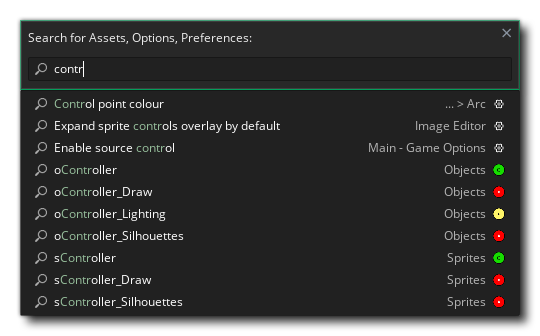 Search for Assets, Options, Preferences:
contr
Control point colour ... > Arc
Expand sprite controls overlay by default Image Editor
Enable source control Main - Game Options
oController Objects
oController_Draw Objects
oController_Lighting Objects
oController_Silhouettes Objects
sController Sprites
sController_Draw Sprites
sController_Silhouettes Sprites